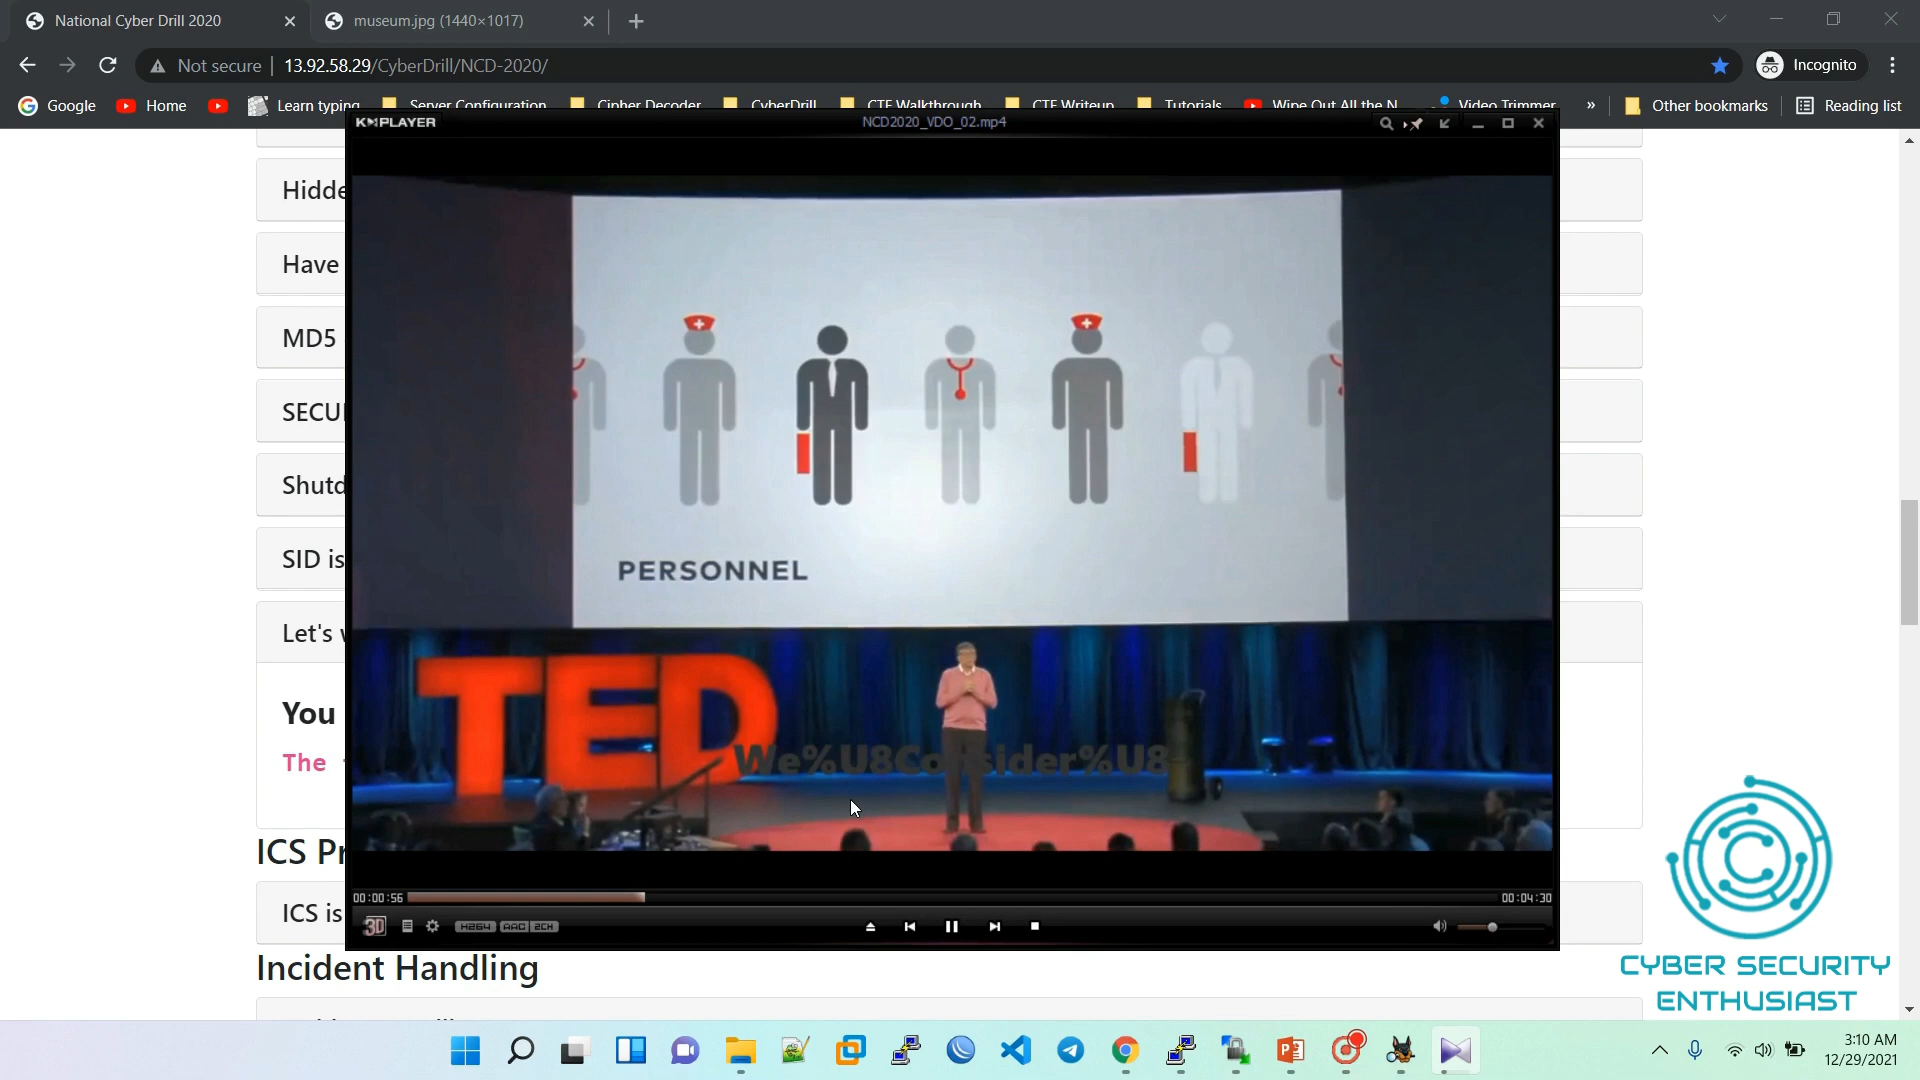 National Cyber Drill 2020
museum.jpg (1440×1017)
Not secure
13.92.58.29/CyberDrill/NCD-2020/
Incognito
Google
Home
Learn typing
Server Configuration
Cipher Decoder
CyberDrill
CTF Walkthrough
CTF Writeup
Tutorials
Wipe Out All the N
Video Trimmer
»
Other bookmarks
Reading list
KMPLAYER
NCD2020_VDO_02.mp4
Hidde
Have
MD5
SECU
Shutd
SID is
Let's
You
The
ICS Pr
ICS is
Incident Handling
PERSONNEL
TED
We%U8Consider%U8
00:00:56
00:04:30
3D
H264
AAC
2CH
CYBER SECURITY
ENTHUSIAST
3:10 AM
12/29/2021